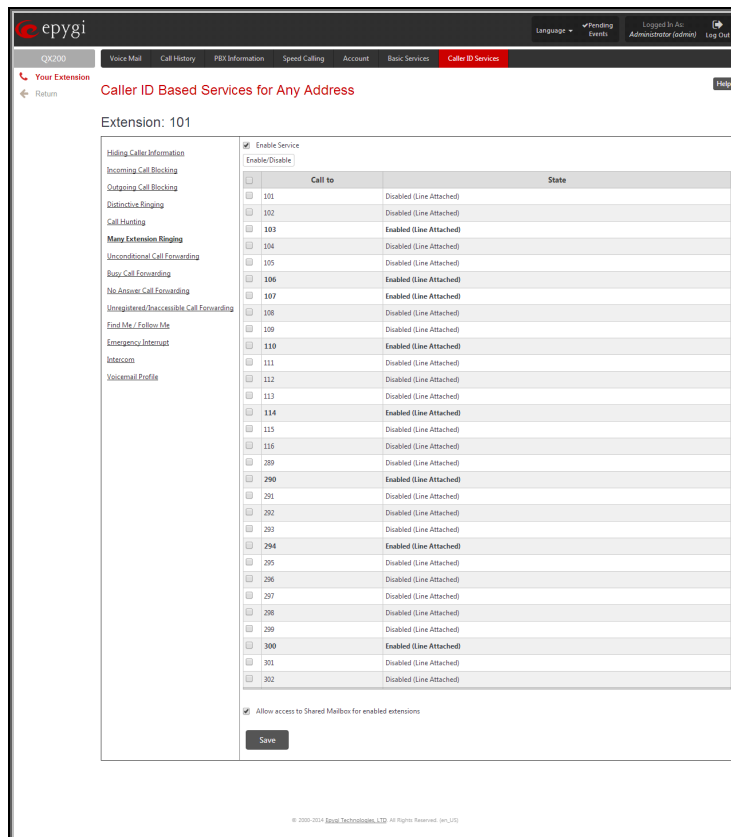 epygi
Language
Pending Events
Logged In As:
Administrator (admin)
Log Out
QX200
Voice Mail Call History PBX Information Speed Calling Account Basic Services Caller ID Services
Your Extension
Return
Help
Caller ID Based Services for Any Address
Extension: 101
Hiding Caller Information
Incoming Call Blocking
Outgoing Call Blocking
Distinctive Ringing
Call Hunting
Many Extension Ringing
Unconditional Call Forwarding
Busy Call Forwarding
No Answer Call Forwarding
Unregistered/Inaccessible Call Forwarding
Find Me / Follow Me
Emergency Interrupt
Intercom
Voicemail Profile
Enable Service
Enable/Disable
Call to State
101 Disabled (Line Attached)
102 Disabled (Line Attached)
103 Enabled (Line Attached)
104 Disabled (Line Attached)
105 Disabled (Line Attached)
106 Enabled (Line Attached)
107 Enabled (Line Attached)
108 Disabled (Line Attached)
109 Disabled (Line Attached)
110 Enabled (Line Attached)
111 Disabled (Line Attached)
112 Disabled (Line Attached)
113 Disabled (Line Attached)
114 Enabled (Line Attached)
115 Disabled (Line Attached)
116 Disabled (Line Attached)
289 Disabled (Line Attached)
290 Enabled (Line Attached)
291 Disabled (Line Attached)
292 Disabled (Line Attached)
293 Disabled (Line Attached)
294 Enabled (Line Attached)
295 Disabled (Line Attached)
296 Disabled (Line Attached)
297 Disabled (Line Attached)
298 Disabled (Line Attached)
299 Disabled (Line Attached)
300 Enabled (Line Attached)
301 Disabled (Line Attached)
302 Disabled (Line Attached)
Allow access to Shared Mailbox for enabled extensions
Save
© 2000-2014 Epygi Technologies, LTD. All Rights Reserved. (en_US)